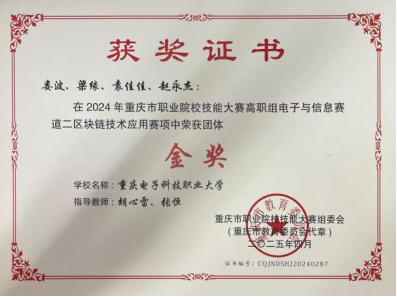 获奖证书
娄波、梁缘、袁佳佳、赵永杰：
在2024年重庆市职业院校技能大赛高职组电子与信息赛
道二区块链技术应用赛项中荣获团体
金奖
学校名称：重庆电子科技职业大学
指导教师：胡心雷、张恒
重庆市职业院校技能大赛组委会
（重庆市教育委员会代章）
二〇二五年四月
证书编号：CQJNDSHJ20240287